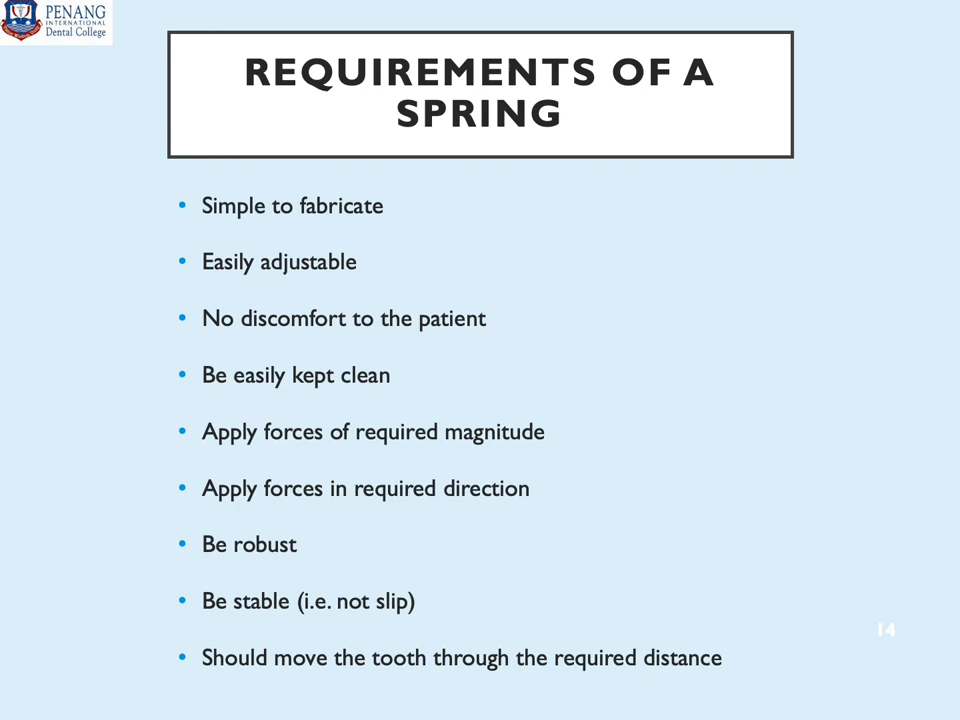 PENANG
INTERNATIONAL
Dental College
REQUIREMENTS OF A
SPRING
• Simple to fabricate
• Easily adjustable
• No discomfort to the patient
• Be easily kept clean
• Apply forces of required magnitude
• Apply forces in required direction
• Be robust
• Be stable (i.e. not slip)
14
• Should move the tooth through the required distance